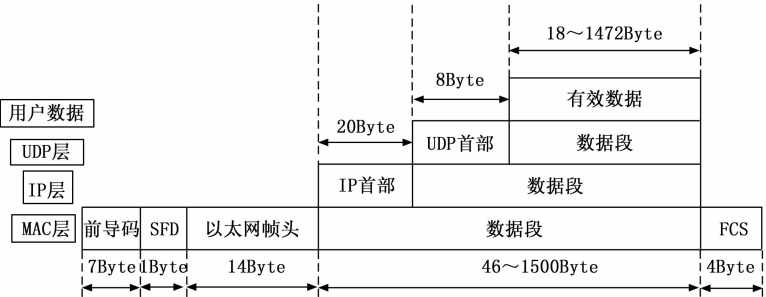 18～1472Byte
8Byte
用户数据
有效数据
20Byte
UDP层
UDP首部
数据段
IP层
IP首部
数据段
MAC层
前导码
SFD
以太网帧头
数据段
FCS
7Byte
1Byte
14Byte
46～1500Byte
4Byte